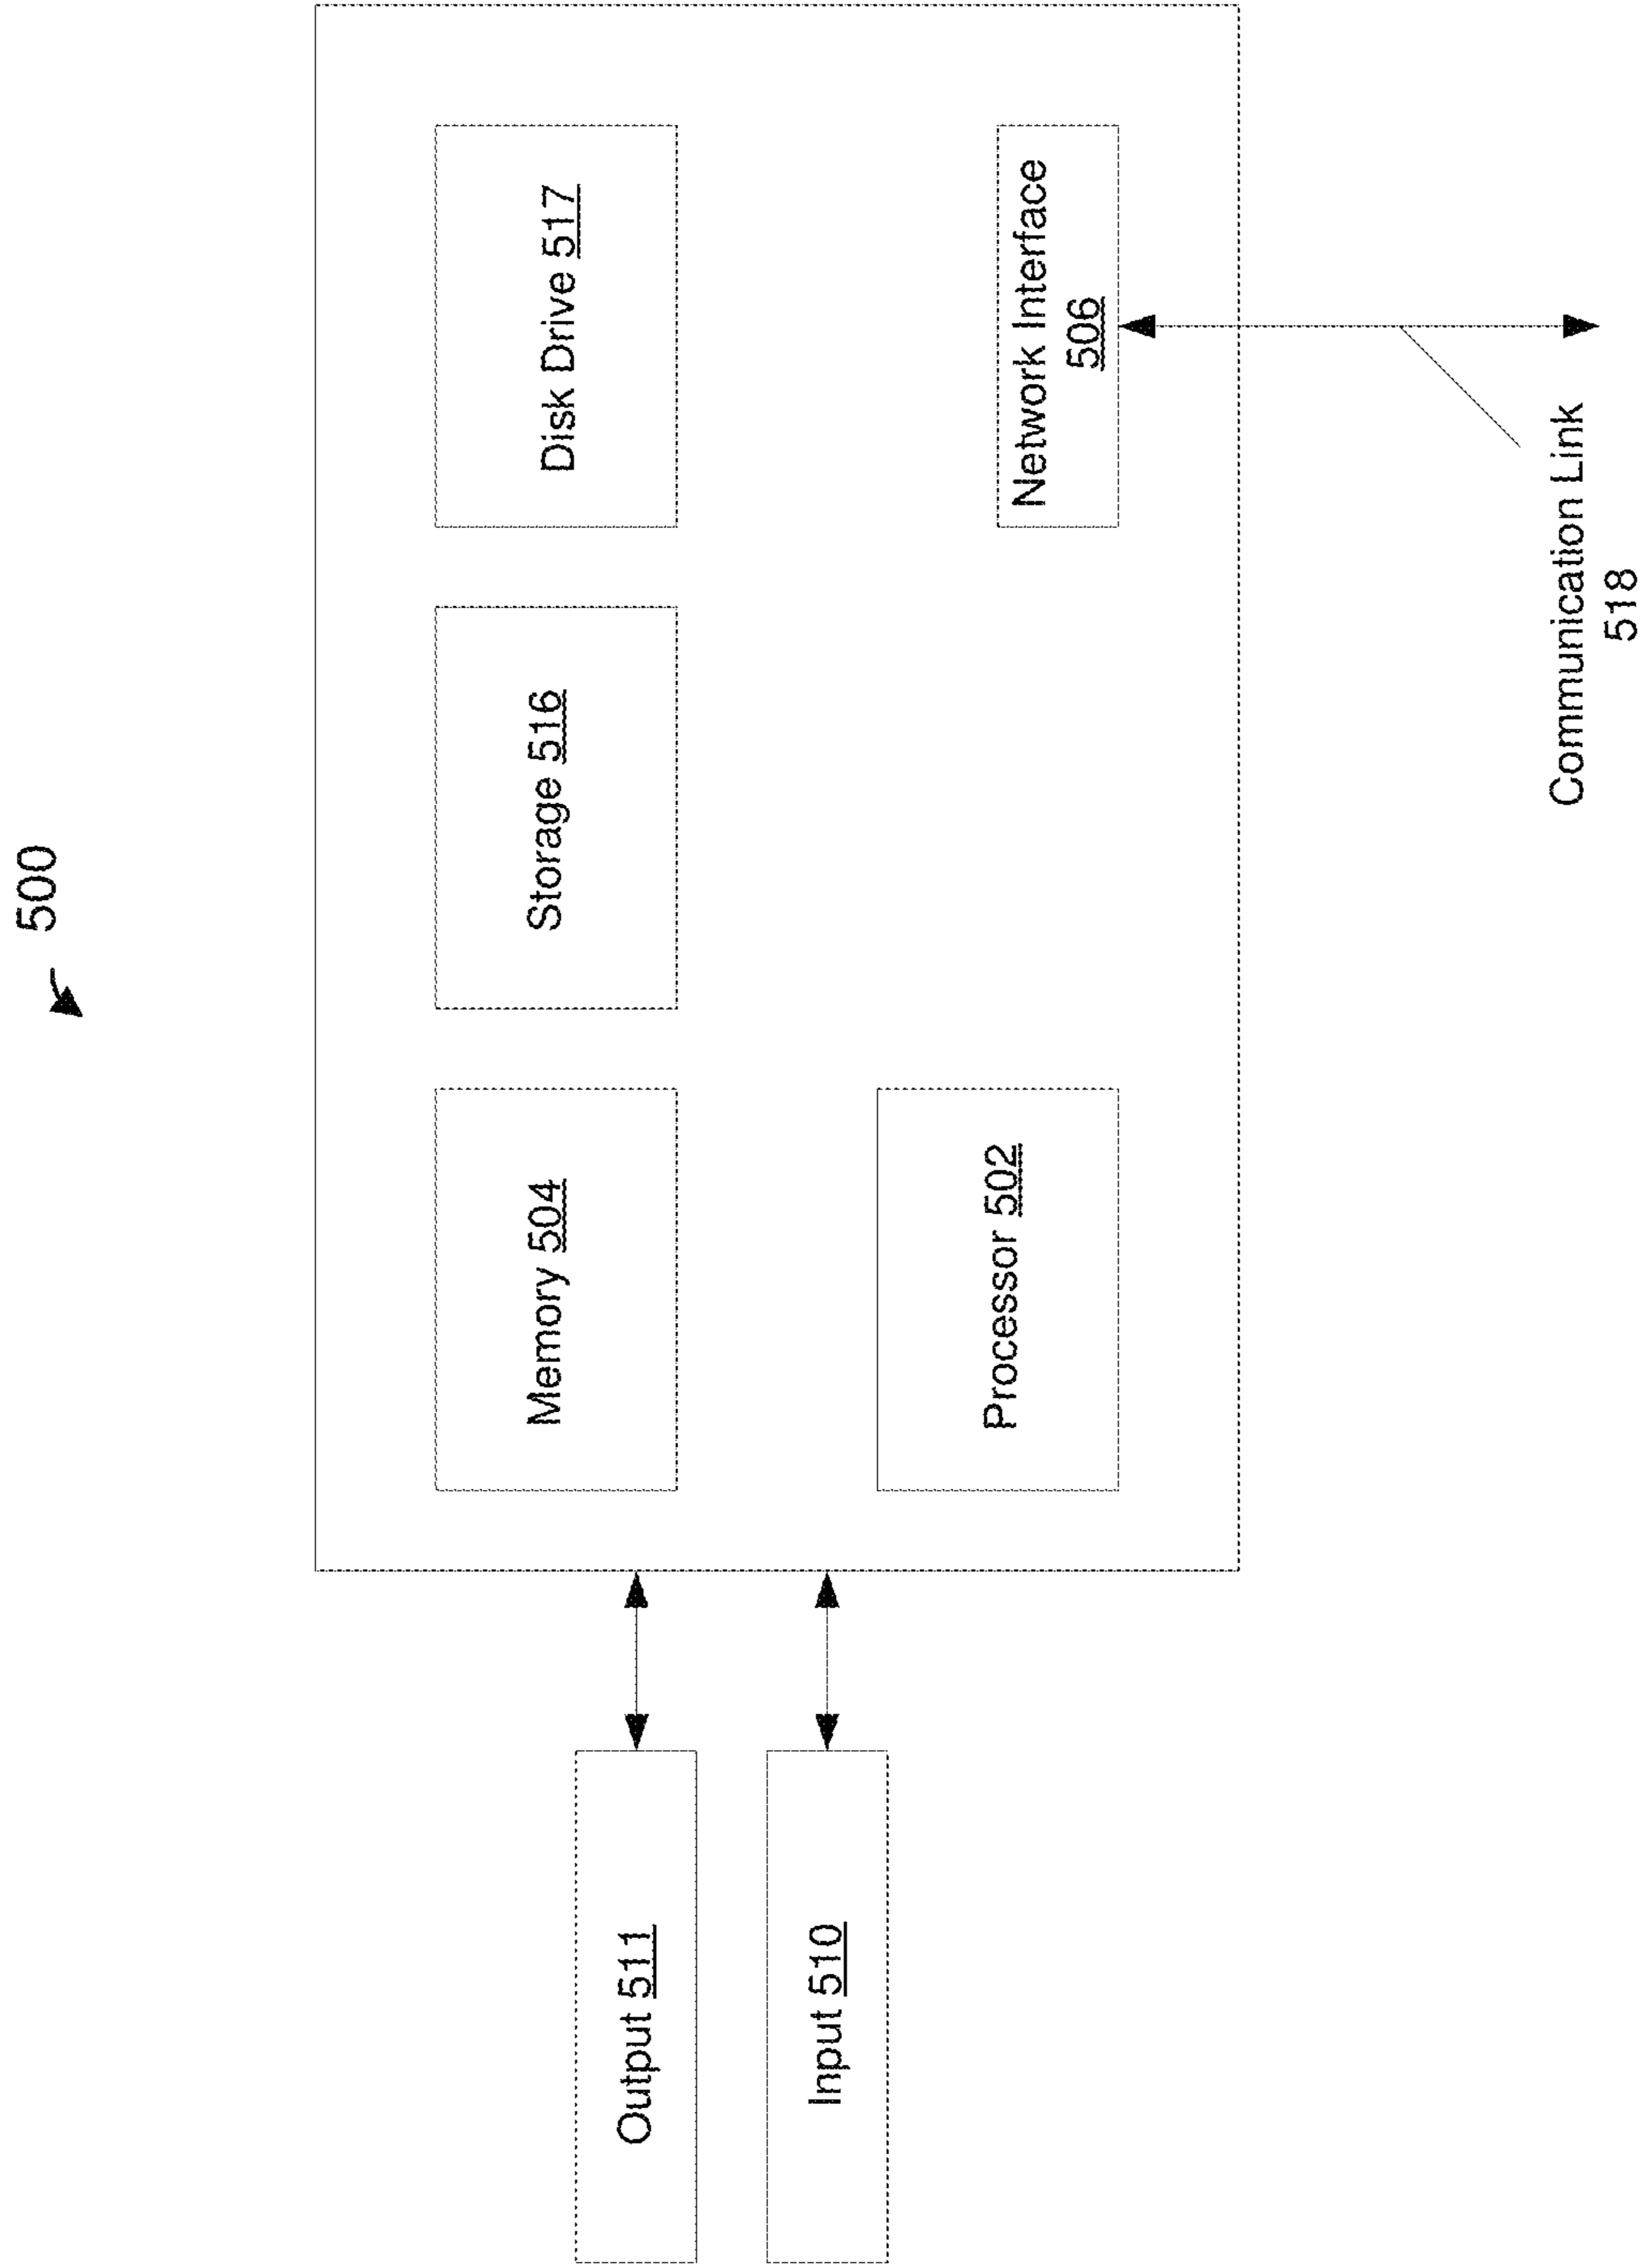 500
Memory 504
Storage 516
Disk Drive 517
Output 511
Input 510
Processor 502
Network Interface
506
Communication Link
518